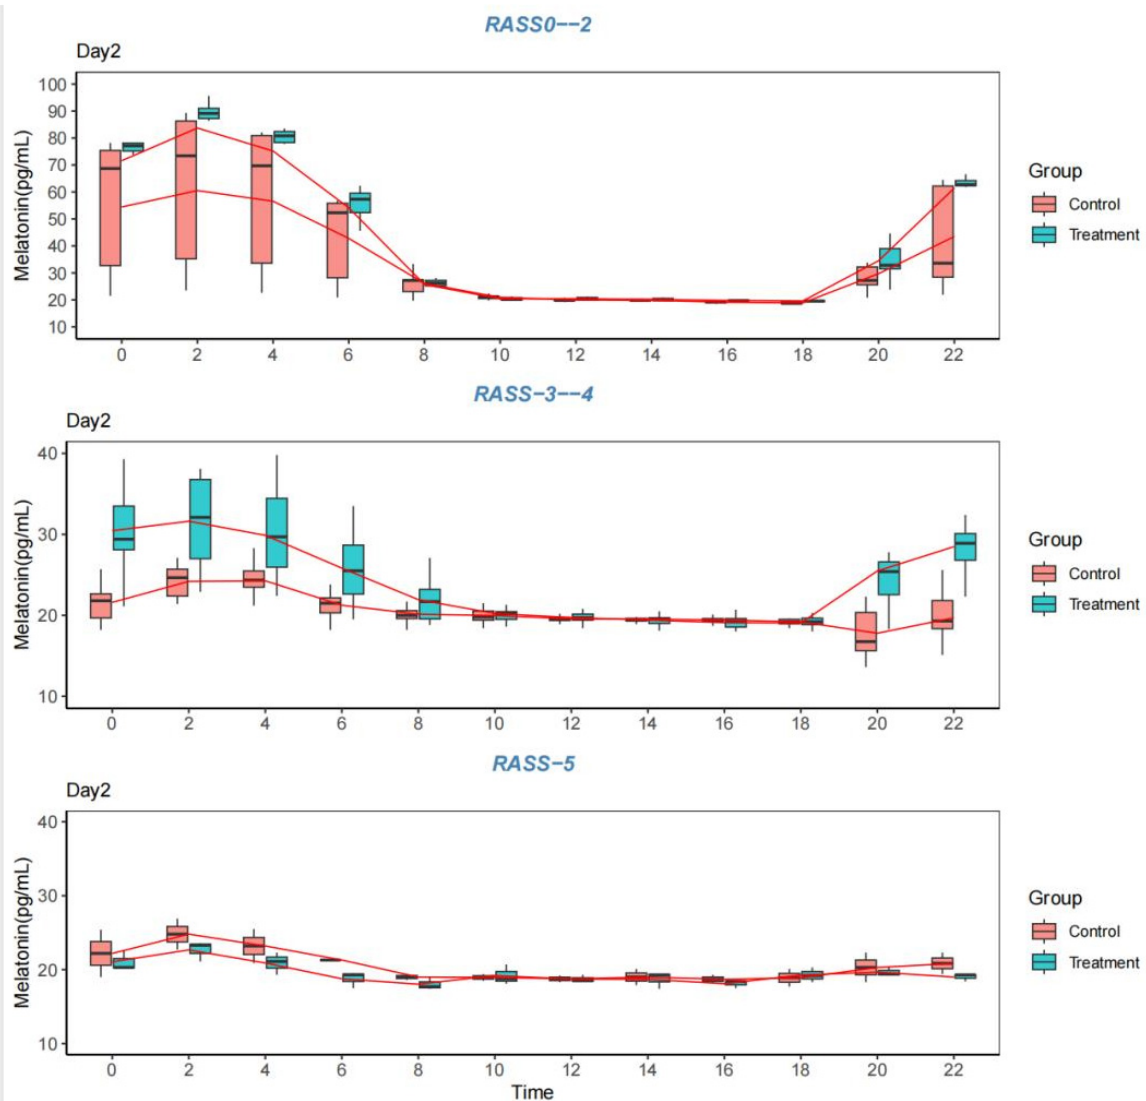 RASS0−−2
Day2
Melatonin(pg/mL)
100
90
80
70
60
50
40
30
20
10
0 2 4 6 8 10 12 14 16 18 20 22
Group
Control
Treatment
RASS−3−−4
Day2
Melatonin(pg/mL)
40
30
20
10
0 2 4 6 8 10 12 14 16 18 20 22
Group
Control
Treatment
RASS−5
Day2
Melatonin(pg/mL)
40
30
20
10
0 2 4 6 8 10 12 14 16 18 20 22
Time
Group
Control
Treatment